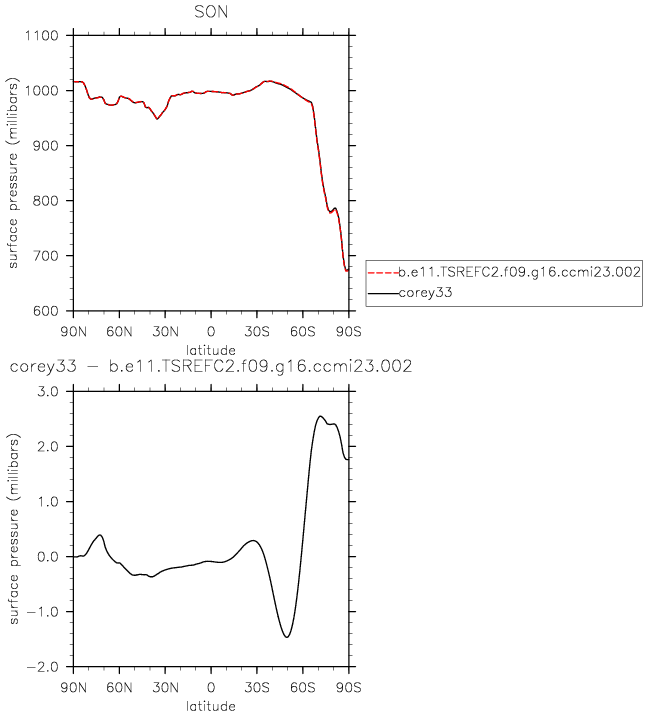 SON
1100
1000
900
800
700
600
surface pressure (millibars)
90N 60N 30N 0 30S 60S 90S
latitude
b.e11.TSREFC2.f09.g16.ccmi23.002
corey33
corey33 − b.e11.TSREFC2.f09.g16.ccmi23.002
3.0
2.0
1.0
0.0
−1.0
−2.0
surface pressure (millibars)
90N 60N 30N 0 30S 60S 90S
latitude